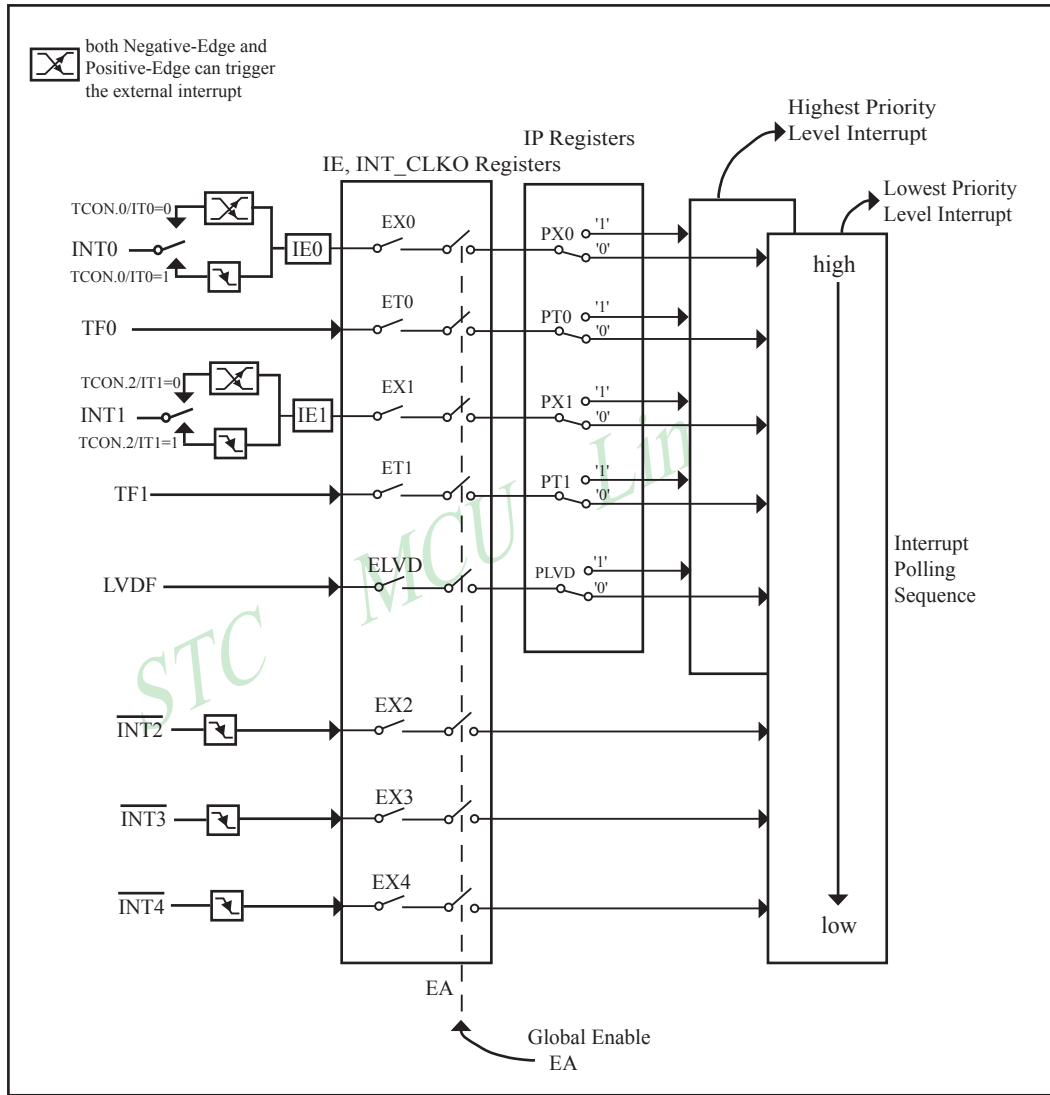 both Negative-Edge and
Positive-Edge can trigger
the external interrupt
Highest Priority
Level Interrupt
IP Registers
IE, INT_CLKO Registers
Lowest Priority
Level Interrupt
TCON.0/IT0=0
INT0
TCON.0/IT0=1
IE0
EX0
PX0
'1'
'0'
high
TF0
ET0
PT0
'1'
'0'
TCON.2/IT1=0
INT1
TCON.2/IT1=1
IE1
EX1
PX1
'1'
'0'
TF1
ET1
PT1
'1'
'0'
LVDF
ELVD
PLVD
'1'
'0'
Interrupt
Polling
Sequence
STC MCU Lim
INT2
EX2
INT3
EX3
INT4
EX4
low
EA
Global Enable
EA